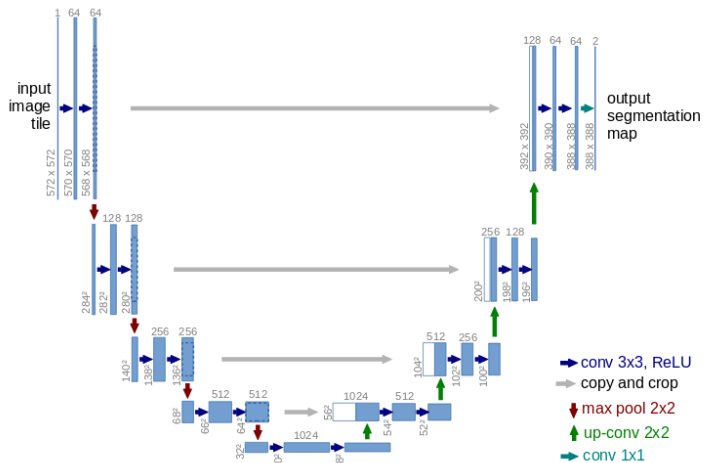 1 64 64
128 64 64 2
input
image
tile
output
segmentation
map
572 x 572
570 x 570
568 x 568
392 x 392
390 x 390
388 x 388
388 x 388
128 128
256 128
284²
282²
280²
200²
198²
196²
256 256
512 256
140²
138²
136²
104²
102²
100²
512 512
1024 512
68²
66²
64²
56²
54²
52²
1024
32²
0²
8²
conv 3x3, ReLU
copy and crop
max pool 2x2
up-conv 2x2
conv 1x1